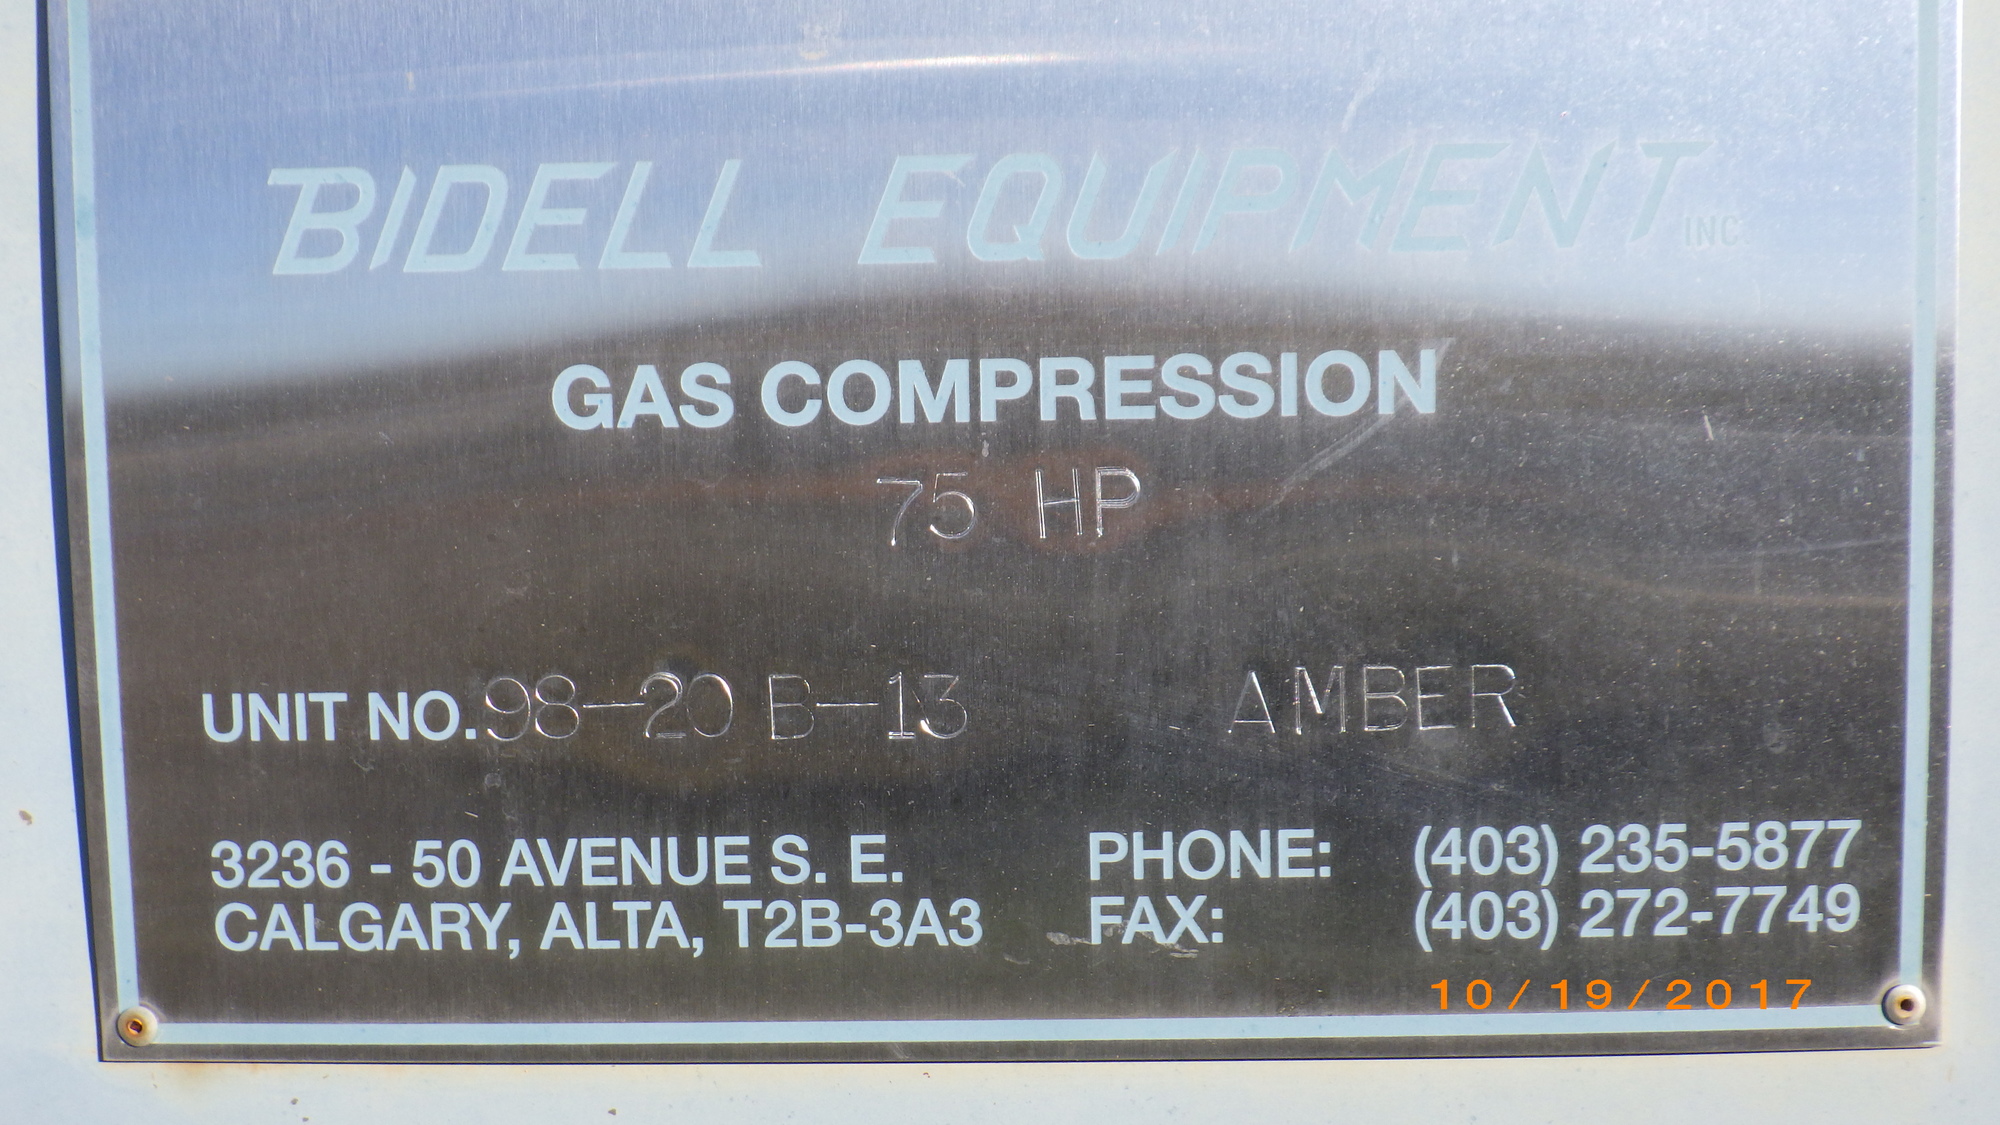 BIDELL EQUIPMENT INC.
GAS COMPRESSION
75 HP
UNIT NO. 98-20 B-13 AMBER
3236 - 50 AVENUE S. E. PHONE: (403) 235-5877
CALGARY, ALTA, T2B-3A3 FAX: (403) 272-7749
10/19/2017